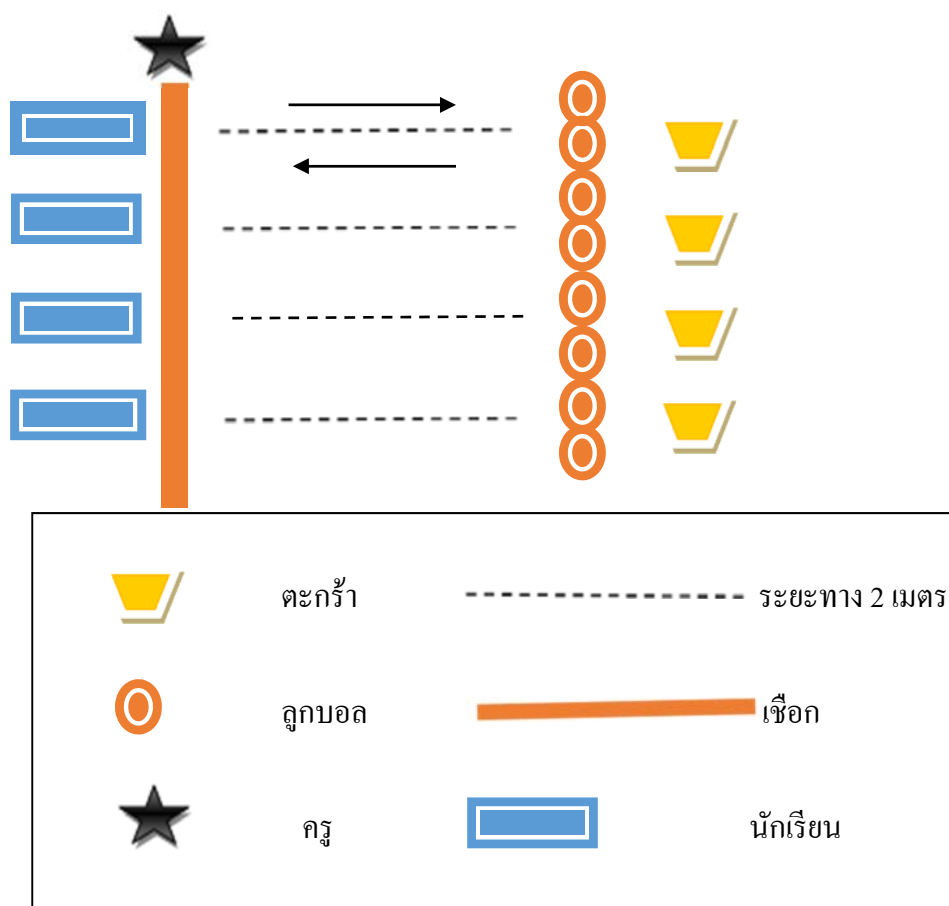 ตะกร้า
ระยะทาง 2 เมตร
ลูกบอล
เชือก
ครู
นักเรียน